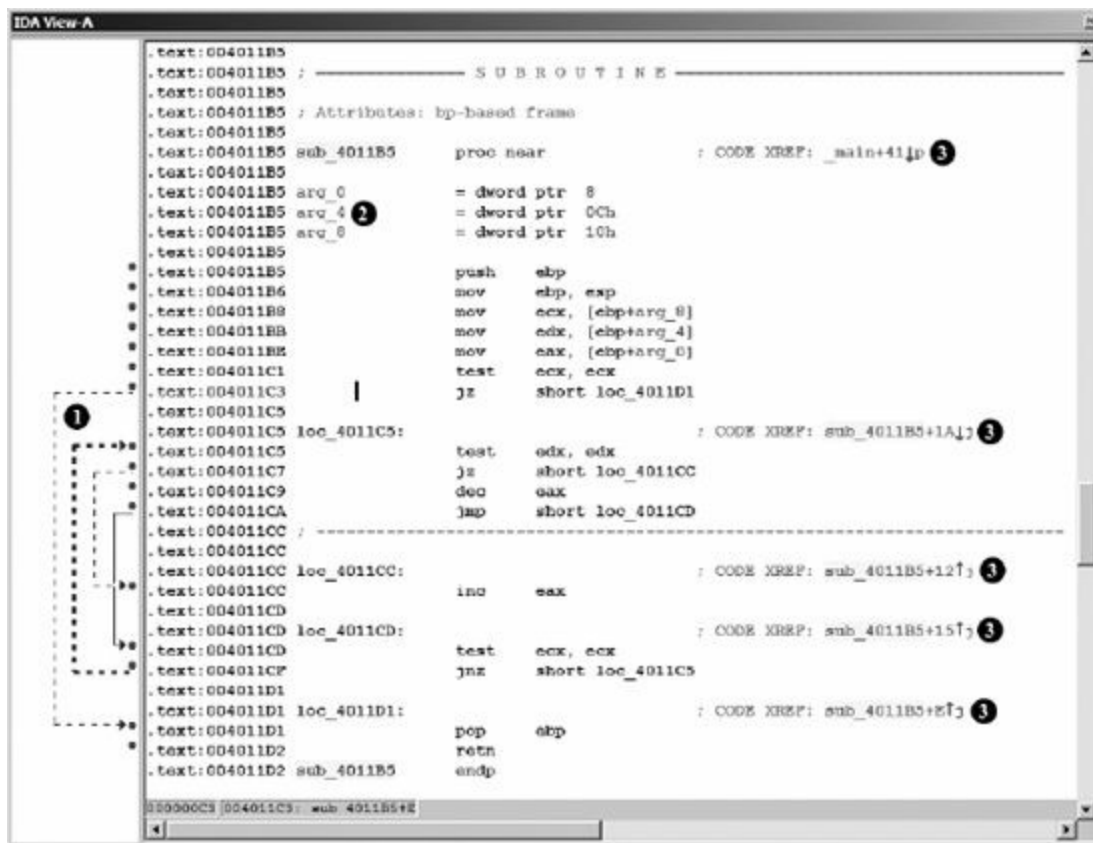 IDA View-A
.text:004011B5
.text:004011B5 ; S U B R O U T I N E
.text:004011B5
.text:004011B5 ; Attributes: bp-based frame
.text:004011B5
.text:004011B5 sub_4011B5 proc near ; CODE XREF: _main+41↓p 3
.text:004011B5
.text:004011B5 arg_0 = dword ptr 8
.text:004011B5 arg_4 2 = dword ptr 0Ch
.text:004011B5 arg_8 = dword ptr 10h
.text:004011B5
.text:004011B5 push ebp
.text:004011B6 mov ebp, esp
.text:004011B8 mov ecx, [ebp+arg_8]
.text:004011BB mov edx, [ebp+arg_4]
.text:004011BE mov eax, [ebp+arg_0]
.text:004011C1 test ecx, ecx
.text:004011C3 jz short loc_4011D1
1
.text:004011C5
.text:004011C5 loc_4011C5: ; CODE XREF: sub_4011B5+1A↓j 3
.text:004011C5 test edx, edx
.text:004011C7 jz short loc_4011CC
.text:004011C9 dec eax
.text:004011CA jmp short loc_4011CD
.text:004011CC ; ---------------------------------------------------------------------------
.text:004011CC
.text:004011CC loc_4011CC: ; CODE XREF: sub_4011B5+12↑j 3
.text:004011CC inc eax
.text:004011CD
.text:004011CD loc_4011CD: ; CODE XREF: sub_4011B5+15↑j 3
.text:004011CD test ecx, ecx
.text:004011CF jnz short loc_4011C5
.text:004011D1
.text:004011D1 loc_4011D1: ; CODE XREF: sub_4011B5+E↑j 3
.text:004011D1 pop ebp
.text:004011D2 retn
.text:004011D2 sub_4011B5 endp
000000C3 004011C3: sub_4011B5+E